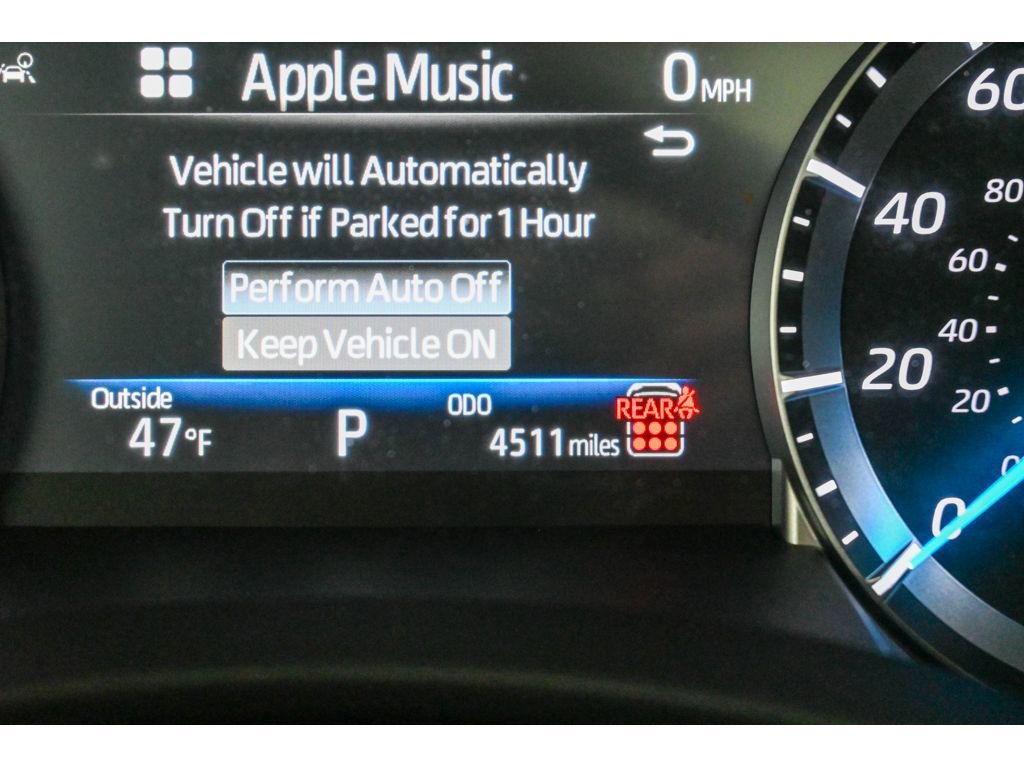 Apple Music
0 MPH
Vehicle will Automatically
Turn Off if Parked for 1 Hour
Perform Auto Off
Keep Vehicle ON
Outside
47°F
P
ODO
4511 miles
REAR
60
80
40
60
40
20
20
0
0